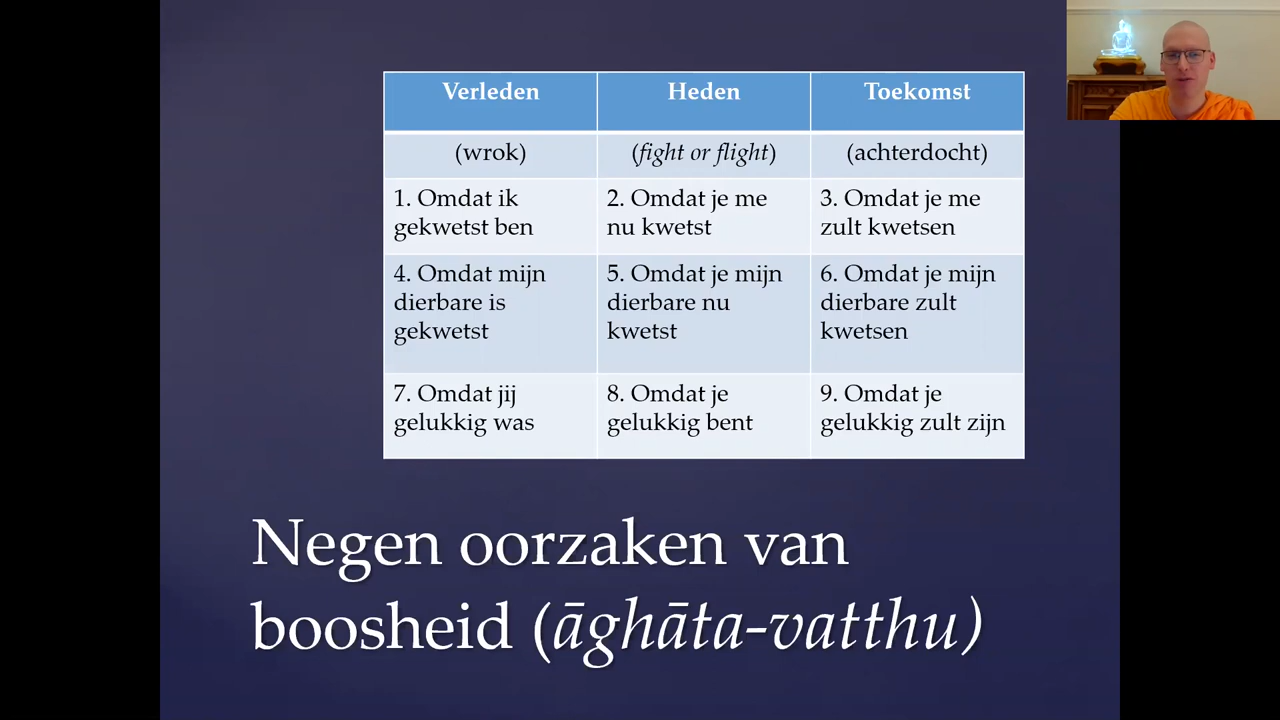 Verleden Heden Toekomst
(wrok) (fight or flight) (achterdocht)
1. Omdat ik
gekwetst ben
2. Omdat je me
nu kwetst
3. Omdat je me
zult kwetsen
4. Omdat mijn
dierbare is
gekwetst
5. Omdat je mijn
dierbare nu
kwetst
6. Omdat je mijn
dierbare zult
kwetsen
7. Omdat jij
gelukkig was
8. Omdat je
gelukkig bent
9. Omdat je
gelukkig zult zijn
Negen oorzaken van
boosheid (āghāta-vatthu)